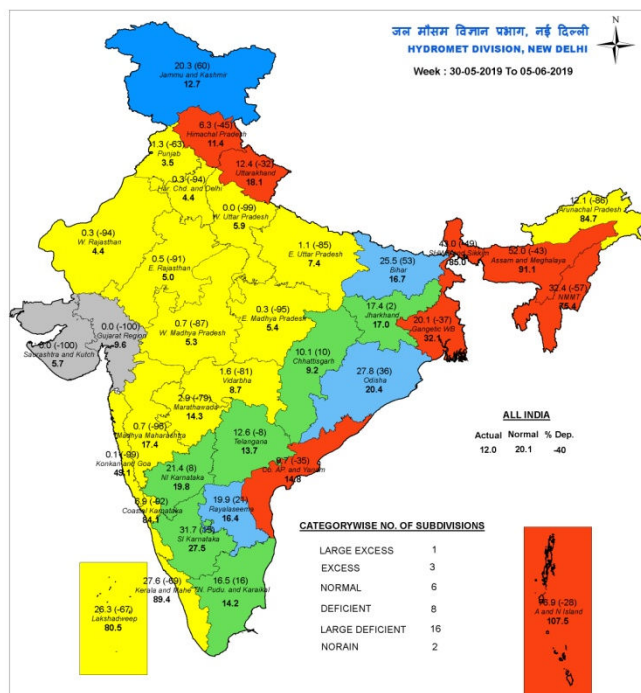 जल मौसम विज्ञान प्रभाग, नई दिल्ली
HYDROMET DIVISION, NEW DELHI
N
Week : 30-05-2019 To 05-06-2019
20.3 (60)
Jammu and Kashmir
12.7
6.3 (-45)
Himachal Pradesh
11.4
1.3 (-63)
Punjab
3.5
12.4 (-32)
Uttarakhand
18.1
0.3 (-94)
Har. Chd. and Delhi
4.4
0.0 (-99)
W. Uttar Pradesh
5.9
12.1 (-86)
Arunachal Pradesh
84.7
0.3 (-94)
W. Rajasthan
4.4
0.5 (-91)
E. Rajasthan
5.0
1.1 (-85)
E. Uttar Pradesh
7.4
25.5 (53)
Bihar
16.7
43.0 (-49)
85.0
52.0 (-43)
Assam and Meghalaya
91.1
32.4 (-57)
NMMT
75.4
0.0 (-100)
Saurashtra and Kutch
5.7
0.0 (-100)
Gujarat Region
9.6
0.7 (-87)
W. Madhya Pradesh
5.3
0.3 (-95)
E. Madhya Pradesh
5.4
17.4 (2)
Jharkhand
17.0
20.1 (-37)
Gangetic WB
32.1
10.1 (10)
Chhattisgarh
9.2
27.8 (36)
Odisha
20.4
1.6 (-81)
Vidarbha
8.7
2.9 (-79)
Marathawada
14.3
0.7 (-96)
Madhya Maharashtra
17.4
12.6 (-8)
Telangana
13.7
0.1 (-99)
Konkan and Goa
49.1
9.7 (-35)
AP and Yanam
14.8
21.4 (8)
NI Karnataka
19.8
6.9 (-92)
Coastal Karnataka
84.1
19.9 (21)
Rayalaseema
16.4
31.7 (15)
SI Karnataka
27.5
27.6 (-69)
Kerala and Mahe
89.4
16.5 (16)
Pudu. and Karaikal
14.2
26.3 (-67)
Lakshadweep
80.5
(-28)
A and N Island
107.5
ALL INDIA
Actual Normal % Dep.
12.0 20.1 -40
CATEGORYWISE NO. OF SUBDIVISIONS
LARGE EXCESS 1
EXCESS 3
NORMAL 6
DEFICIENT 8
LARGE DEFICIENT 16
NORAIN 2